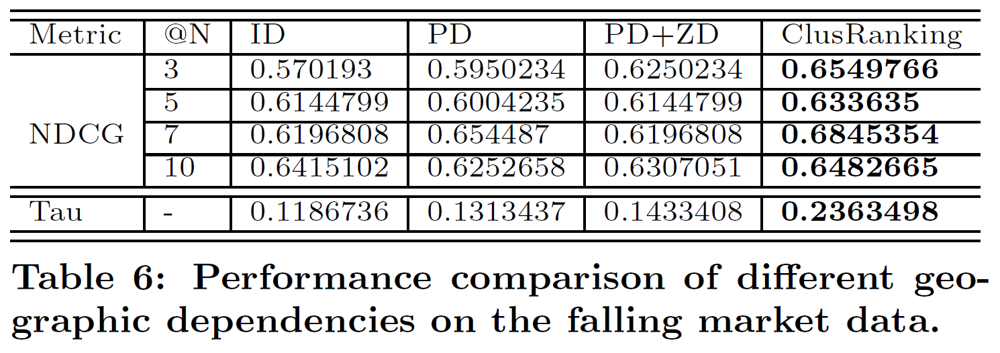 Metric @N ID PD PD+ZD ClusRanking
3 0.570193 0.5950234 0.6250234 0.6549766
5 0.6144799 0.6004235 0.6144799 0.633635
NDCG 7 0.6196808 0.654487 0.6196808 0.6845354
10 0.6415102 0.6252658 0.6307051 0.6482665
Tau - 0.1186736 0.1313437 0.1433408 0.2363498
Table 6: Performance comparison of different geo-
graphic dependencies on the falling market data.